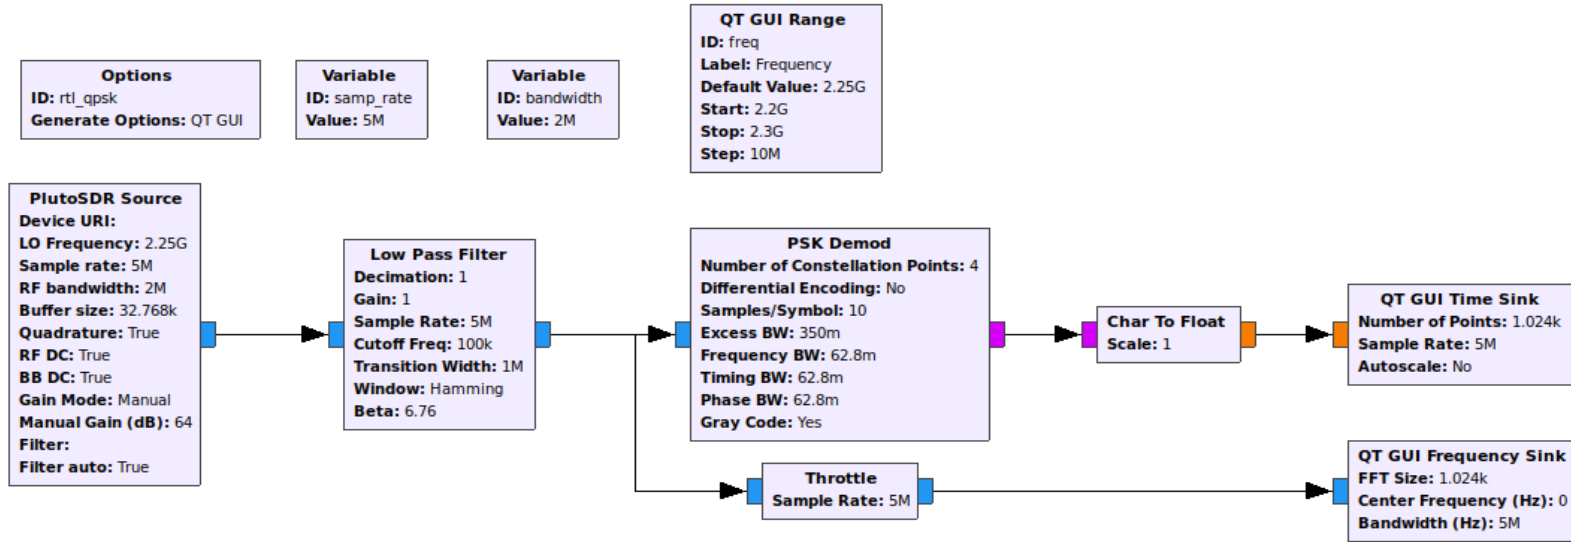 Options
ID: rtl_qpsk
Generate Options: QT GUI
Variable
ID: samp_rate
Value: 5M
Variable
ID: bandwidth
Value: 2M
QT GUI Range
ID: freq
Label: Frequency
Default Value: 2.25G
Start: 2.2G
Stop: 2.3G
Step: 10M
PlutoSDR Source
Device URI:
LO Frequency: 2.25G
Sample rate: 5M
RF bandwidth: 2M
Buffer size: 32.768k
Quadrature: True
RF DC: True
BB DC: True
Gain Mode: Manual
Manual Gain (dB): 64
Filter:
Filter auto: True
Low Pass Filter
Decimation: 1
Gain: 1
Sample Rate: 5M
Cutoff Freq: 100k
Transition Width: 1M
Window: Hamming
Beta: 6.76
PSK Demod
Number of Constellation Points: 4
Differential Encoding: No
Samples/Symbol: 10
Excess BW: 350m
Frequency BW: 62.8m
Timing BW: 62.8m
Phase BW: 62.8m
Gray Code: Yes
Char To Float
Scale: 1
QT GUI Time Sink
Number of Points: 1.024k
Sample Rate: 5M
Autoscale: No
Throttle
Sample Rate: 5M
QT GUI Frequency Sink
FFT Size: 1.024k
Center Frequency (Hz): 0
Bandwidth (Hz): 5M